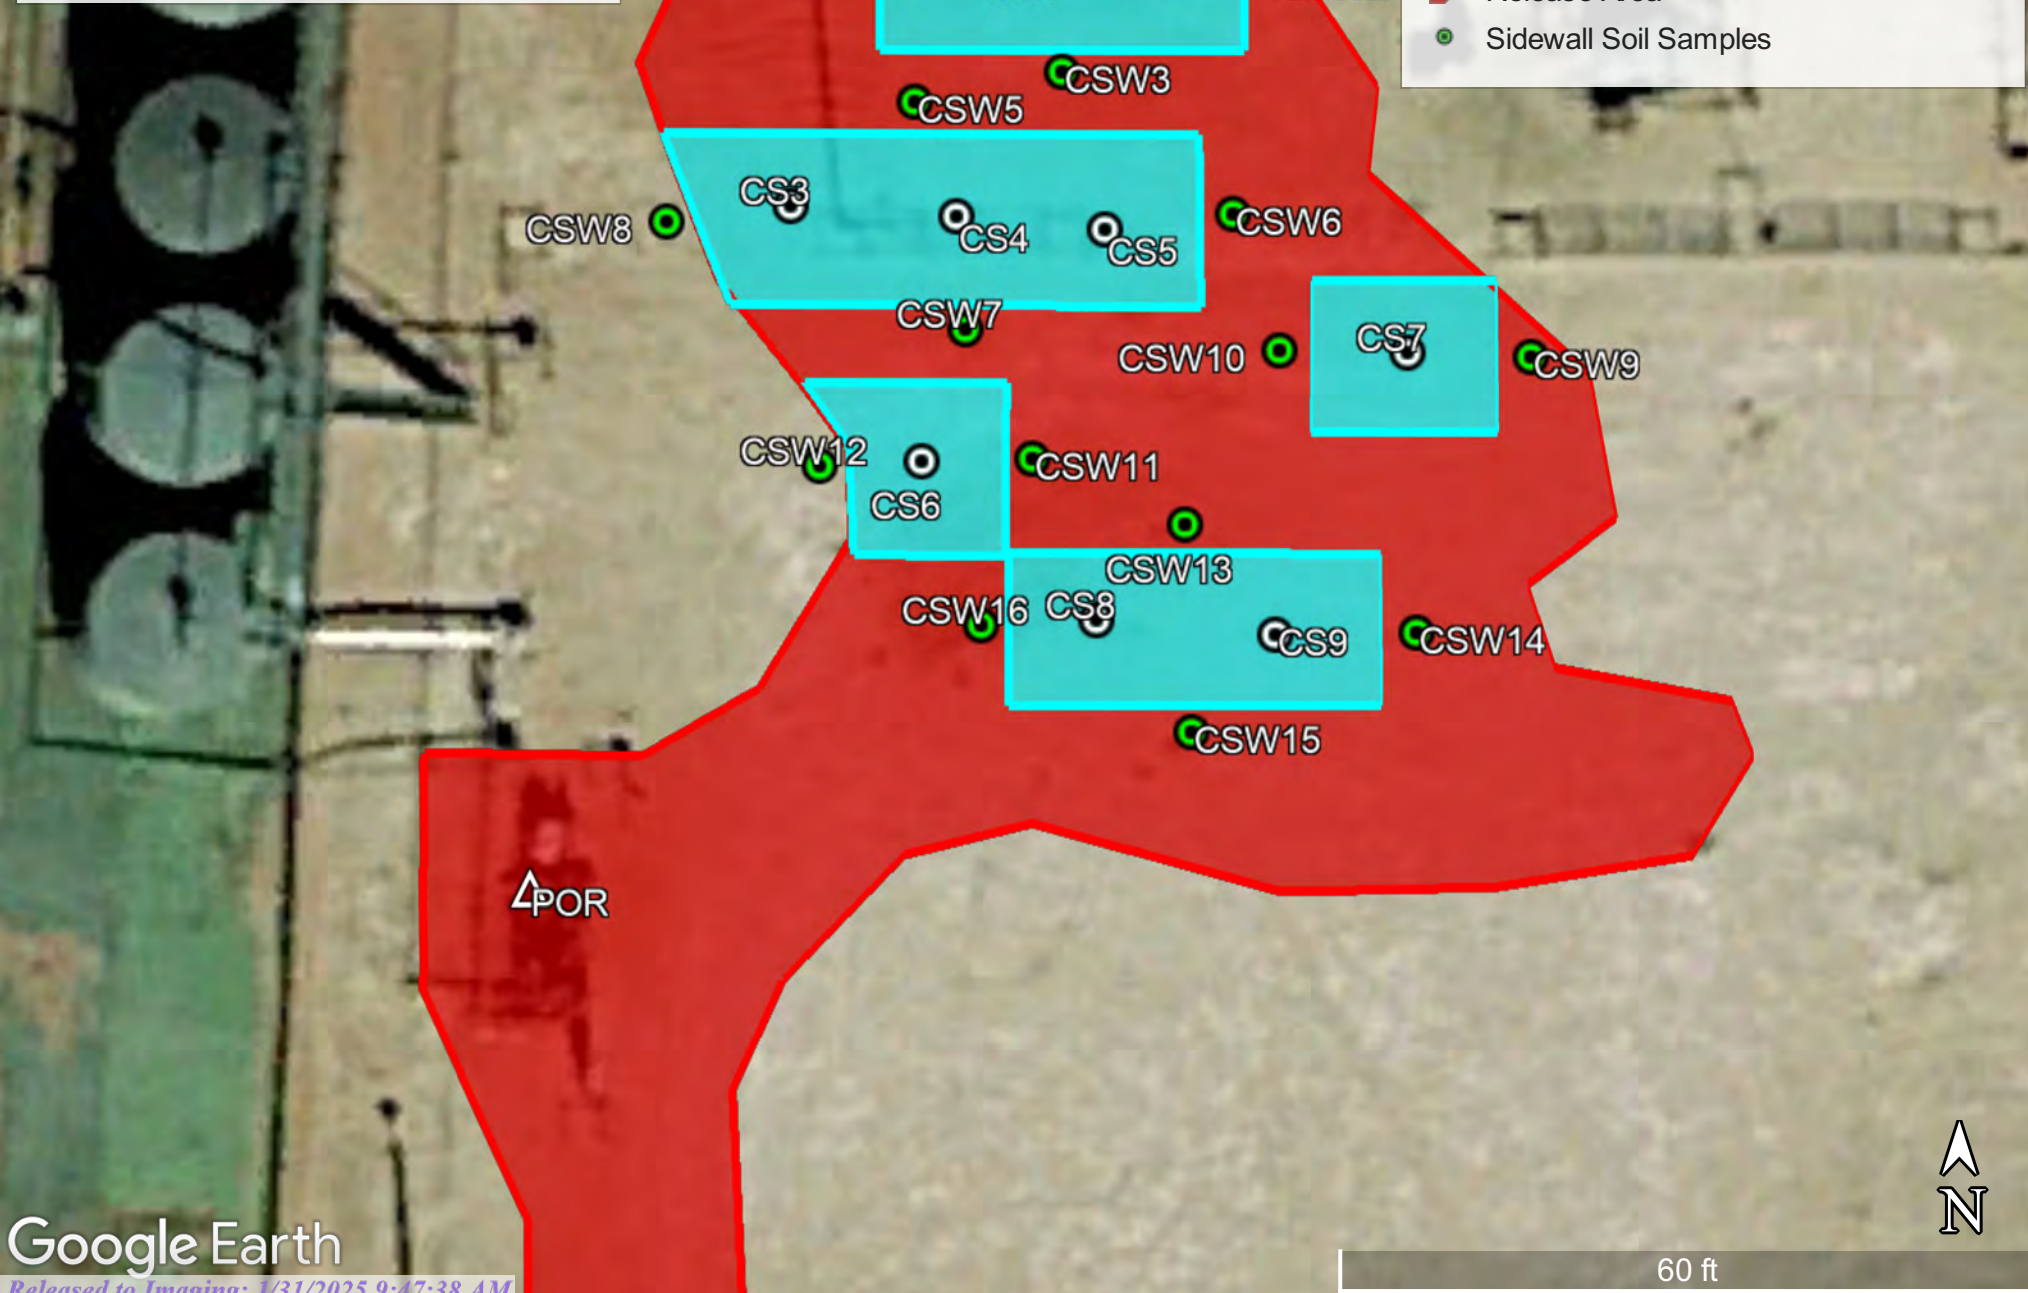 Release Area
Sidewall Soil Samples
CSW3
CSW5
CS3
CSW8
CS4
CS5
CSW6
CSW7
CS7
CSW10
CSW9
CSW12
CSW11
CS6
CSW13
CS8
CSW16
CS9
CSW14
CSW15
POR
N
Google Earth
60 ft
Released to Imaging: 1/31/2025 9:47:38 AM